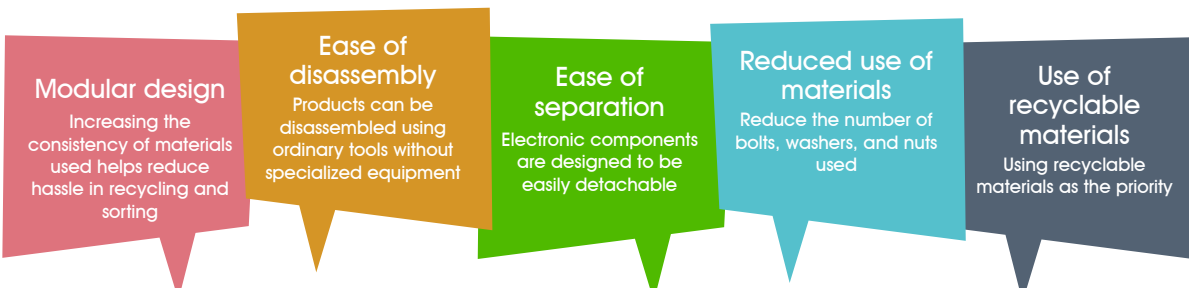 Modular design
Increasing the
consistency of materials
used helps reduce
hassle in recycling and
sorting
Ease of
disassembly
Products can be
disassembled using
ordinary tools without
specialized equipment
Ease of
separation
Electronic components
are designed to be
easily detachable
Reduced use of
materials
Reduce the number of
bolts, washers, and nuts
used
Use of
recyclable
materials
Using recyclable
materials as the priority